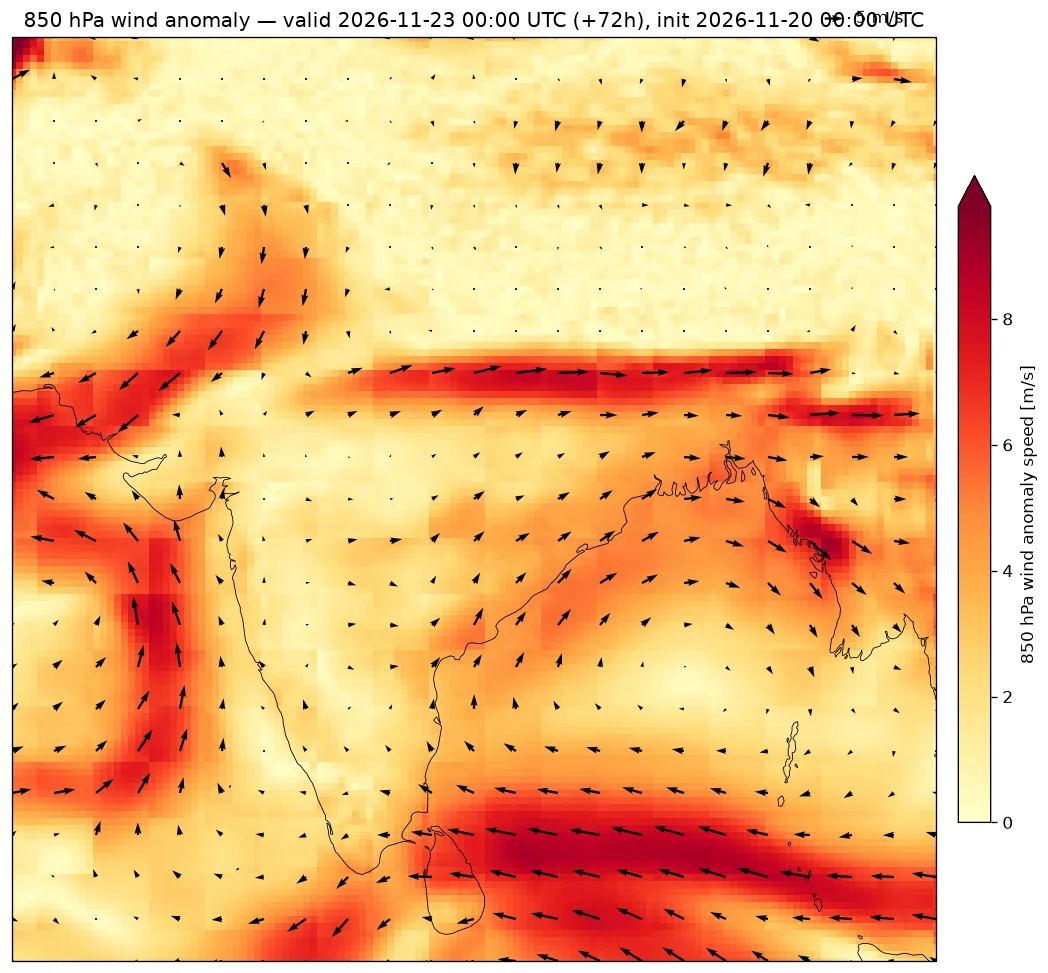 850 hPa wind anomaly — valid 2026-11-23 00:00 UTC (+72h), init 2026-11-20 00:00 UTC
5 m/s
8
6
4
2
0
850 hPa wind anomaly speed [m/s]